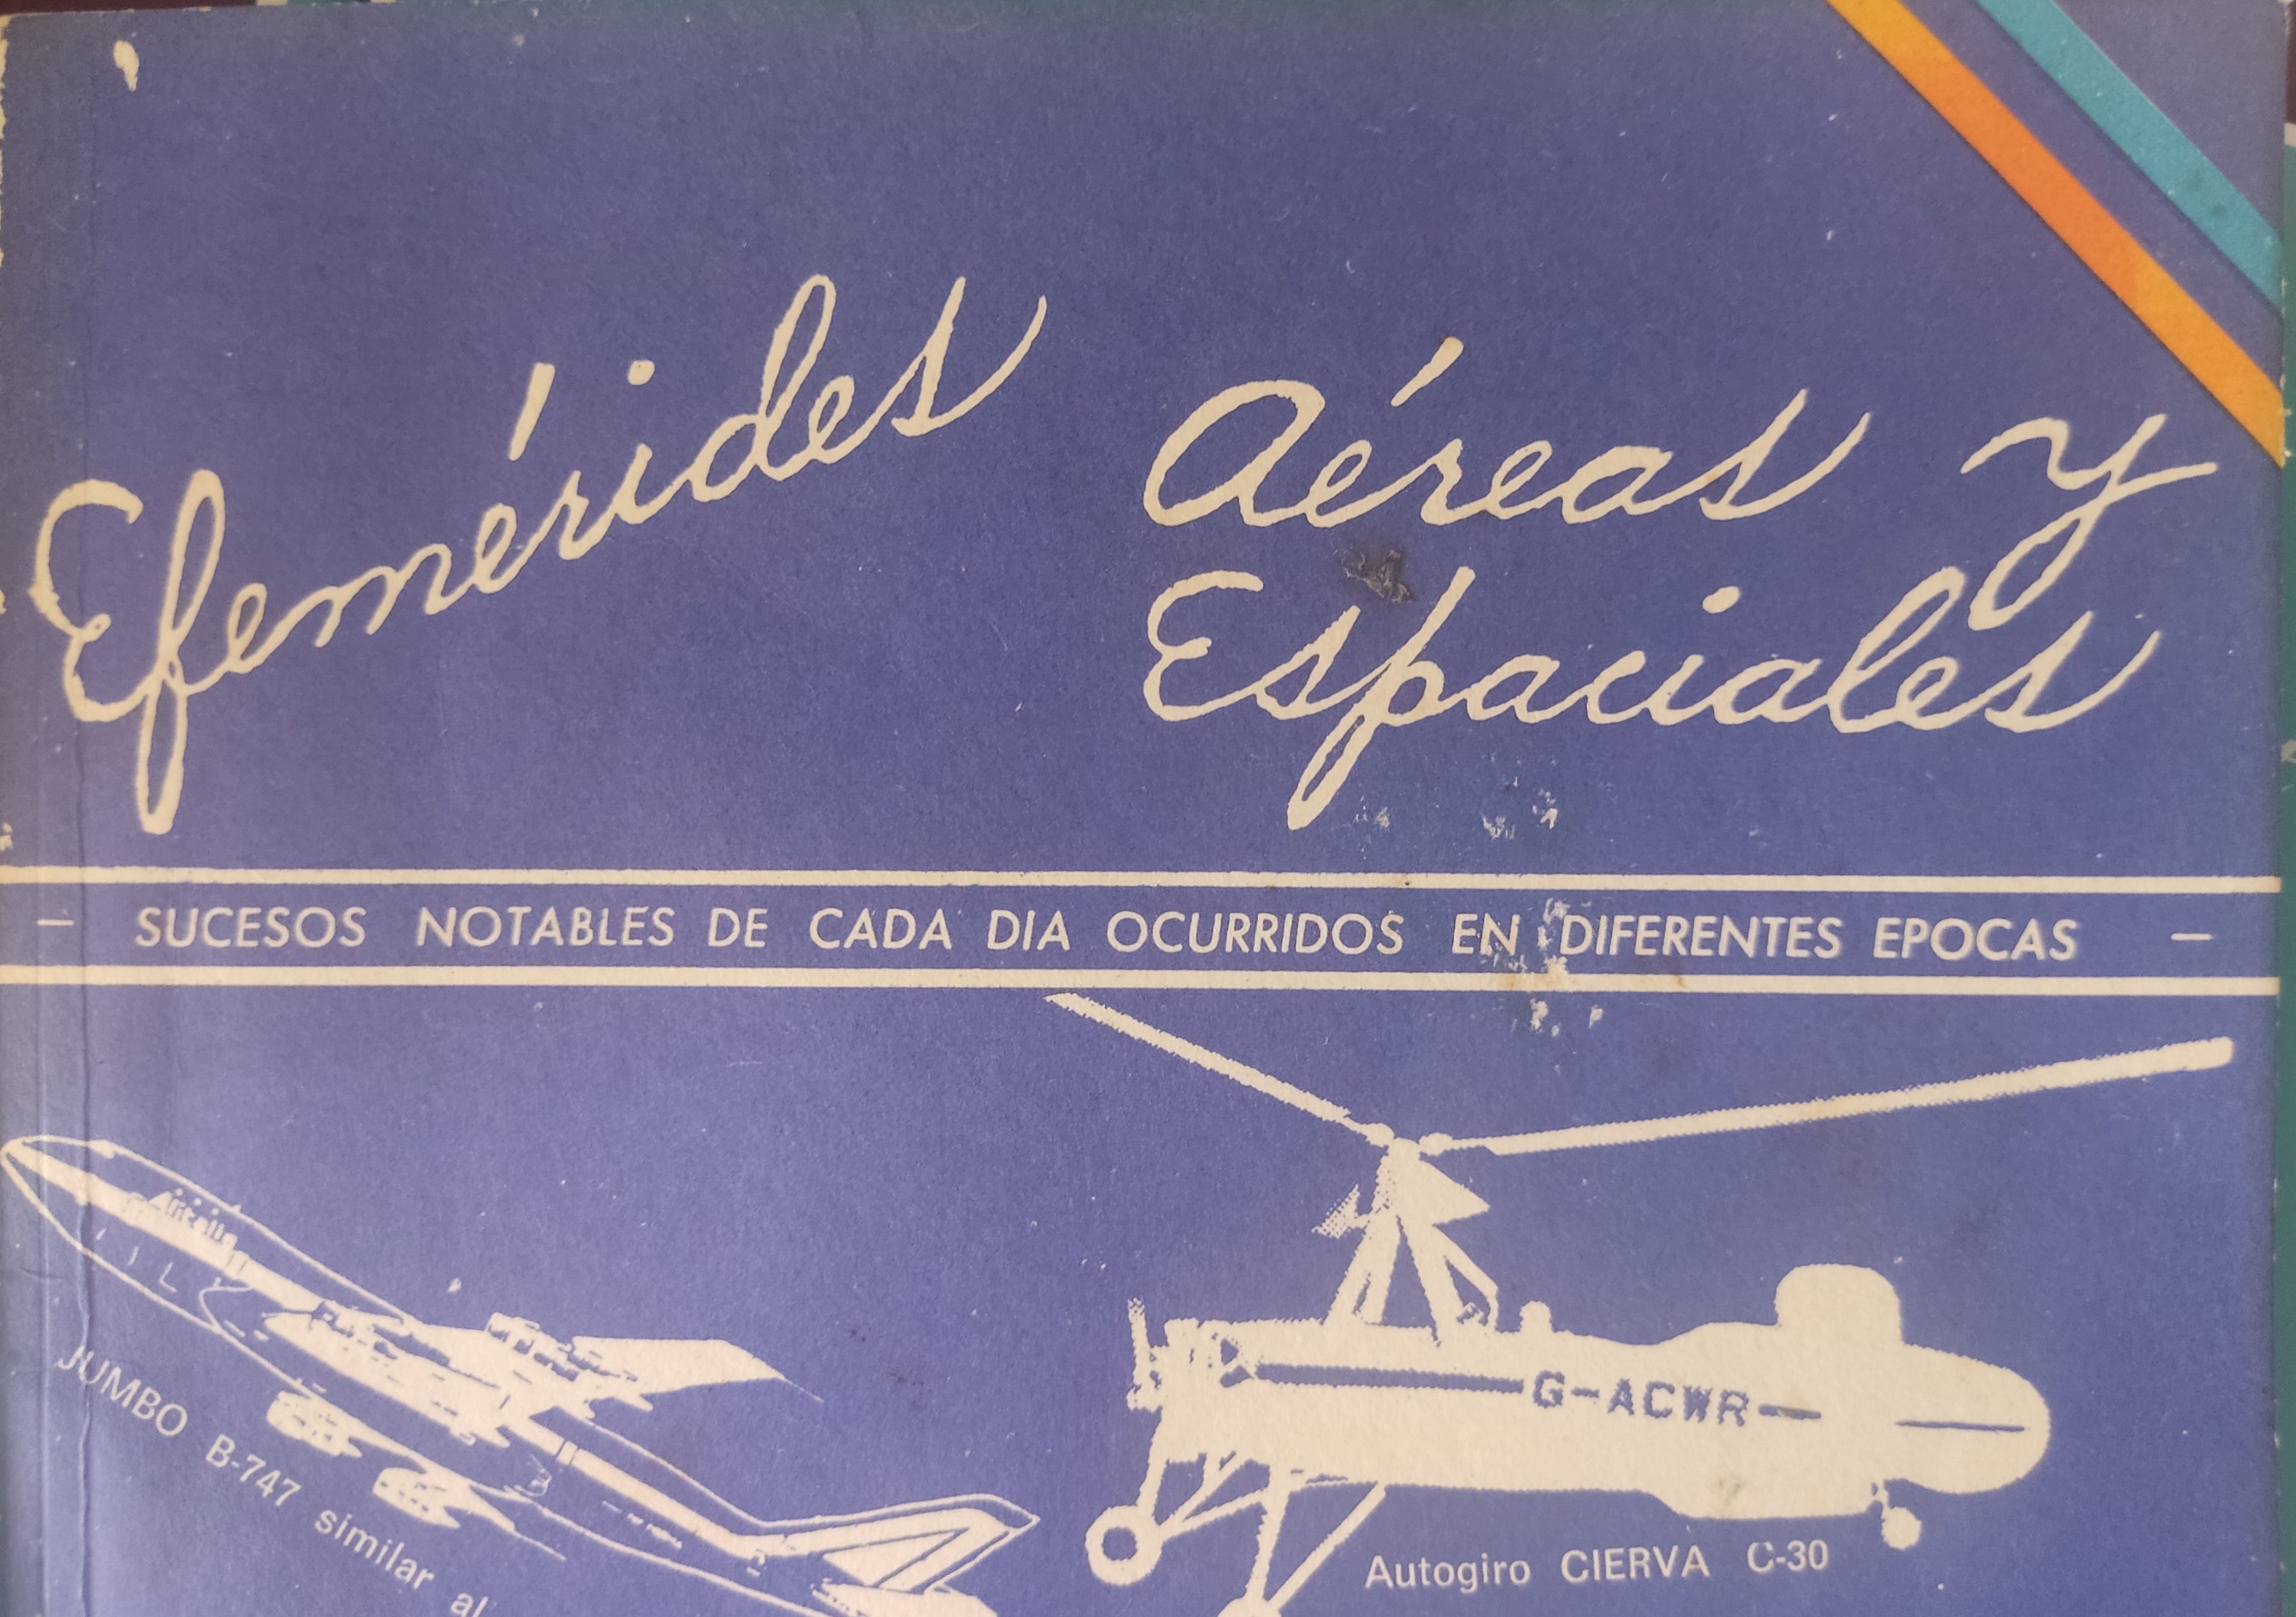 Efemérides
Aéreas y
Espaciales
— SUCESOS NOTABLES DE CADA DIA OCURRIDOS EN DIFERENTES EPOCAS —
G-ACWR
JUMBO B-747 similar al
Autogiro CIERVA C-30